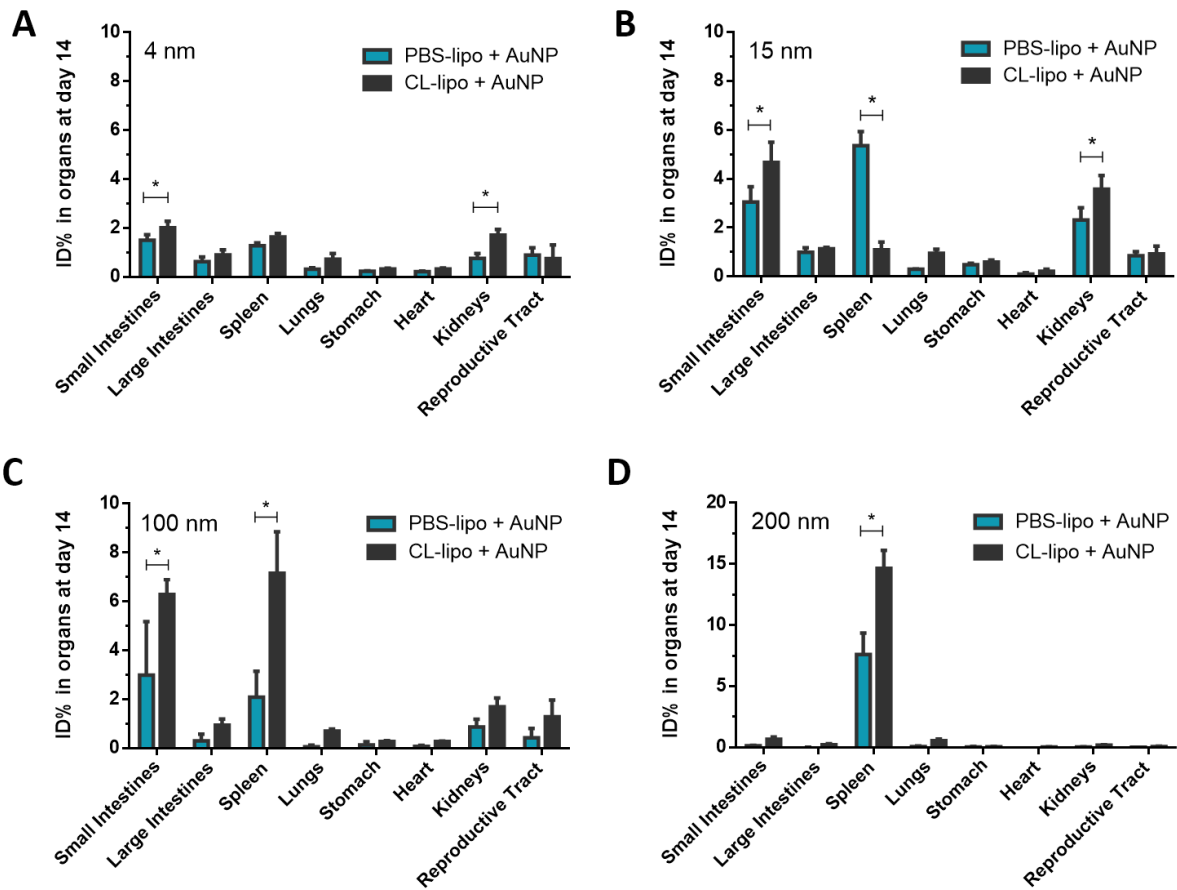 A
4 nm
PBS-lipo + AuNP
CL-lipo + AuNP
ID% in organs at day 14
10
8
6
4
2
0
*
*
Small Intestines
Large Intestines
Spleen
Lungs
Stomach
Heart
Kidneys
Reproductive Tract
B
15 nm
PBS-lipo + AuNP
CL-lipo + AuNP
ID% in organs at day 14
10
8
6
4
2
0
*
*
*
Small Intestines
Large Intestines
Spleen
Lungs
Stomach
Heart
Kidneys
Reproductive Tract
C
100 nm
PBS-lipo + AuNP
CL-lipo + AuNP
ID% in organs at day 14
10
8
6
4
2
0
*
*
Small Intestines
Large Intestines
Spleen
Lungs
Stomach
Heart
Kidneys
Reproductive Tract
D
200 nm
PBS-lipo + AuNP
CL-lipo + AuNP
ID% in organs at day 14
20
15
10
5
0
*
Small Intestines
Large Intestines
Spleen
Lungs
Stomach
Heart
Kidneys
Reproductive Tract